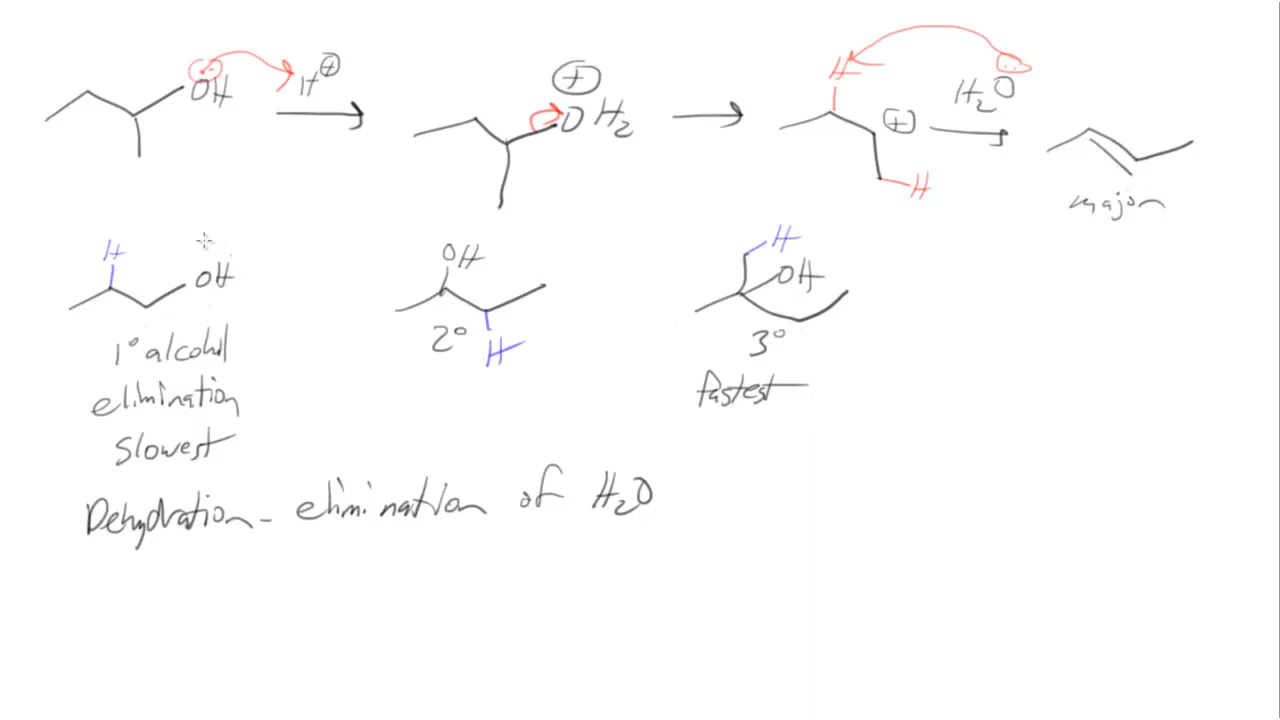 OH H⊕
⊕
OH₂
H ⊕ H
H₂O
major
H OH
1° alcohol
elimination
slowest
OH
2°
H
H
OH
3°
fastest
Dehydration - elimination of H₂O